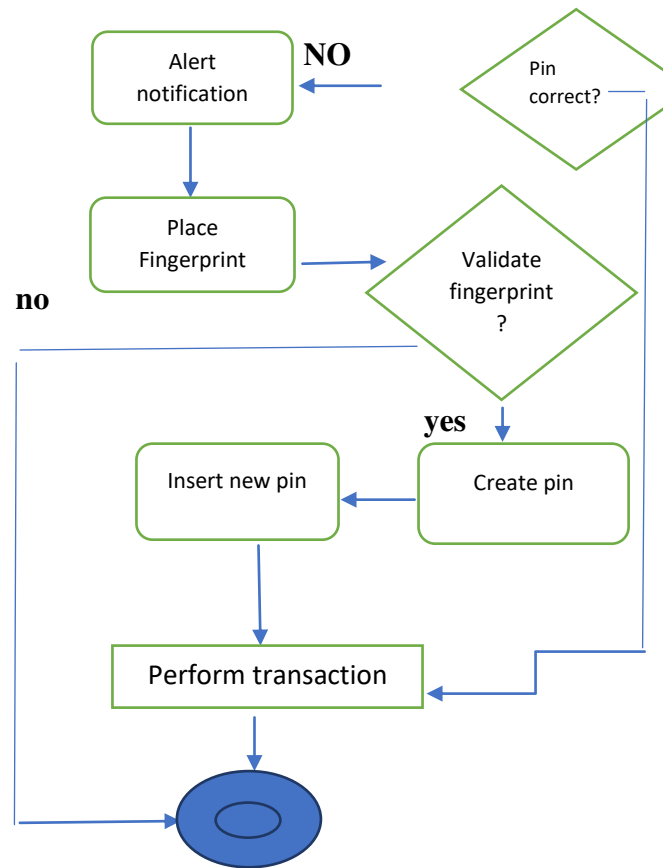 Alert
notification
NO
Pin
correct?
Place
Fingerprint
Validate
fingerprint
?
no
yes
Insert new pin
Create pin
Perform transaction